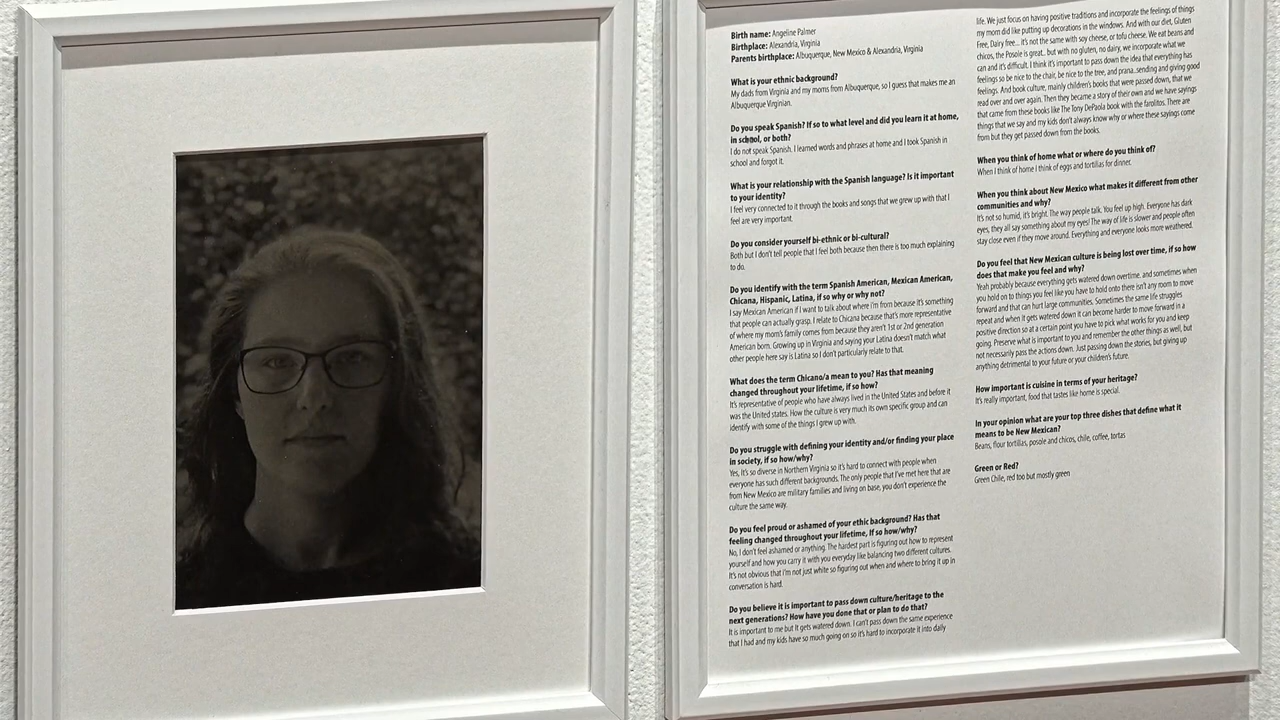 Birth name: Angeline Palmer
Birthplace: Alexandria, Virginia
Parents birthplace: Albuquerque, New Mexico & Alexandria, Virginia
What is your ethnic background?
My dads from Virginia and my moms from Albuquerque, so I guess that makes me an
Albuquerque Virginian.
Do you speak Spanish? If so to what level and did you learn it at home,
in school, or both?
I do not speak Spanish. I learned words and phrases at home and I took Spanish in
school and forgot it.
What is your relationship with the Spanish language? Is it important
to your identity?
I feel very connected to it through the books and songs that we grew up with that I
feel are very important.
Do you consider yourself bi-ethnic or bi-cultural?
Both but I don't tell people that I feel both because then there is too much explaining
to do.
Do you identify with the term Spanish American, Mexican American,
Chicana, Hispanic, Latina, if so why or why not?
I say Mexican American if I want to talk about where i'm from because it's something
that people can actually grasp. I relate to Chicana because that's more representative
of where my mom's family comes from because they aren't 1st or 2nd generation
American born. Growing up in Virginia and saying your Latina doesn't match what
other people here say is Latina so I don't particularly relate to that.
What does the term Chicano/a mean to you? Has that meaning
changed throughout your lifetime, if so how?
It's representative of people who have always lived in the United States and before it
was the United states. How the culture is very much its own specific group and can
identify with some of the things I grew up with.
Do you struggle with defining your identity and/or finding your place
in society, if so how/why?
Yes, It's so diverse in Northern Virginia so it's hard to connect with people when
everyone has such different backgrounds. The only people that I've met here that are
from New Mexico are military families and living on base, you don't experience the
culture the same way.
Do you feel proud or ashamed of your ethic background? Has that
feeling changed throughout your lifetime, If so how/why?
No, I don't feel ashamed or anything. The hardest part is figuring out how to represent
yourself and how you carry it with you everyday like balancing two different cultures.
It's not obvious that i'm not just white so figuring out when and where to bring it up in
conversation is hard.
Do you believe it is important to pass down culture/heritage to the
next generations? How have you done that or plan to do that?
It is important to me but It gets watered down. I can't pass down the same experience
that I had and my kids have so much going on so it's hard to incorporate it into daily
life. We just focus on having positive traditions and incorporate the feelings of things
my mom did like putting up decorations in the windows. And with our diet, Gluten
Free, Dairy free... it's not the same with soy cheese, or tofu cheese. We eat beans and
chicos, the Posole is great.. but with no gluten, no dairy, we incorporate what we
can and it's difficult. I think it's important to pass down the idea that everything has
feelings so be nice to the chair, be nice to the tree, and prana..sending and giving good
feelings. And book culture, mainly children's books that were passed down, that we
read over and over again. Then they became a story of their own and we have sayings
that came from these books like The Tony DePaola book with the farolitos. There are
things that we say and my kids don't always know why or where these sayings come
from but they get passed down from the books.
When you think of home what or where do you think of?
When I think of home I think of eggs and tortillas for dinner.
When you think about New Mexico what makes it different from other
communities and why?
It's not so humid, it's bright. The way people talk. You feel up high. Everyone has dark
eyes, they all say something about my eyes! The way of life is slower and people often
stay close even if they move around. Everything and everyone looks more weathered.
Do you feel that New Mexican culture is being lost over time, if so how
does that make you feel and why?
Yeah probably because everything gets watered down overtime. and sometimes when
you hold on to things you feel like you have to hold onto there isn't any mom to move
forward and that can hurt large communities. Sometimes the same life struggles
repeat and when it gets watered down it can become harder to move forward in a
positive direction so at a certain point you have to pick what works for you and keep
going. Preserve what is important to you and remember the other things as well, but
not necessarily pass the actions down. Just passing down the stories, but giving up
anything detrimental to your future or your children's future.
How important is cuisine in terms of your heritage?
It's really important, food that tastes like home is special.
In your opinion what are your top three dishes that define what it
means to be New Mexican?
Beans, flour tortillas, posole and chicos, chile, coffee, tortas
Green or Red?
Green Chile, red too but mostly green